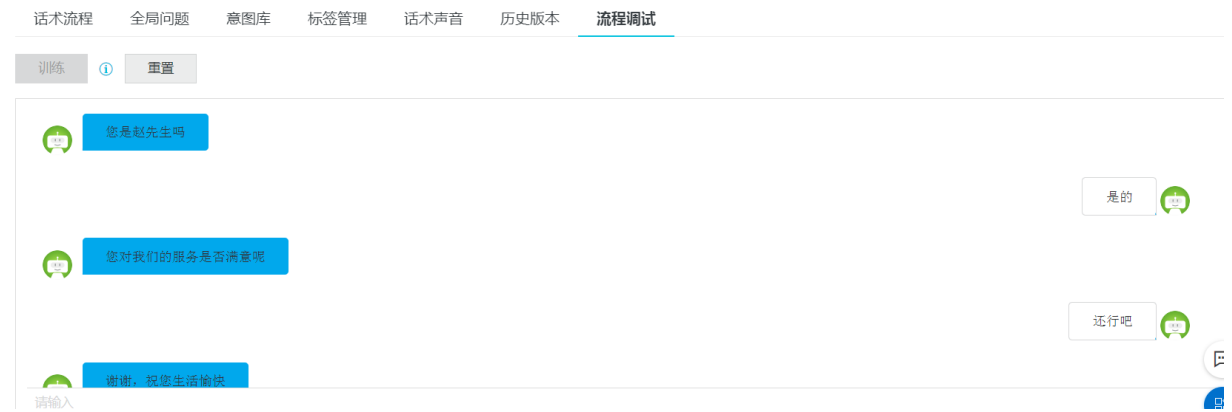 话术流程 全局问题 意图库 标签管理 话术声音 历史版本 流程调试
训练 重置
您是赵先生吗
是的
您对我们的服务是否满意呢
还行吧
谢谢，祝您生活愉快
请输入